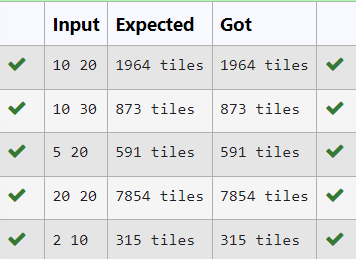 Input Expected Got
10 20 1964 tiles 1964 tiles
10 30 873 tiles 873 tiles
5 20 591 tiles 591 tiles
20 20 7854 tiles 7854 tiles
2 10 315 tiles 315 tiles